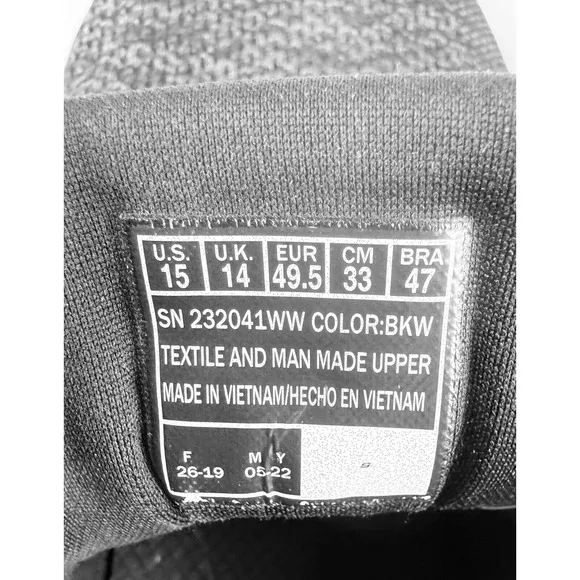 U.S. U.K. EUR CM BRA
15 14 49.5 33 47
SN 232041WW COLOR:BKW
TEXTILE AND MAN MADE UPPER
MADE IN VIETNAM/HECHO EN VIETNAM
F M Y
26-19 05-22